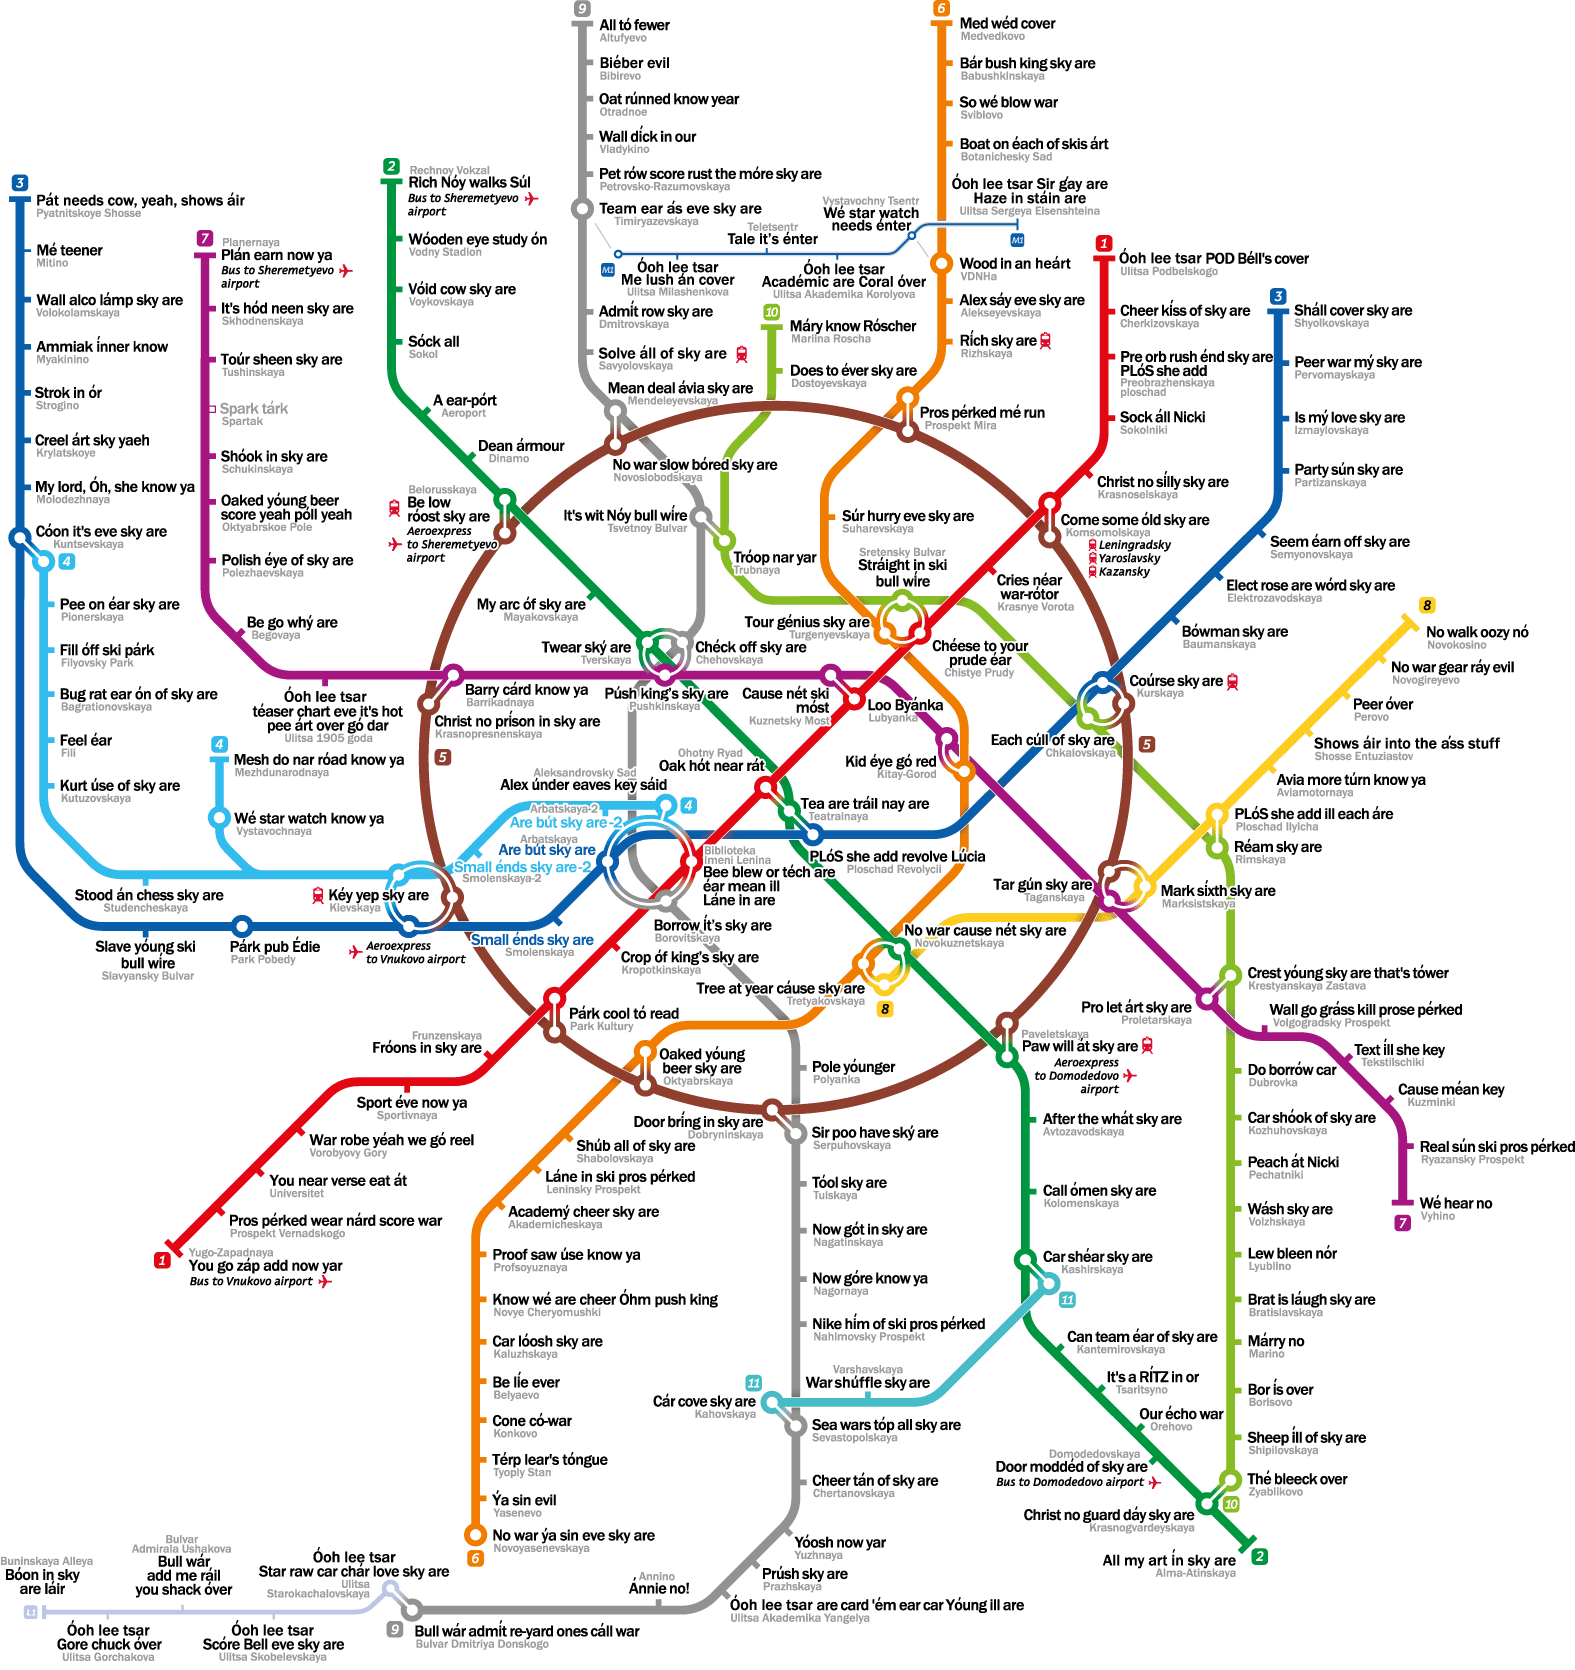 9
All tó fewer
Altufyevo
Biéber evil
Bibirevo
Oat rúnned know year
Otradnoe
Wall díck in our
Vladykino
Pet rów score rust the móre sky are
Petrovsko-Razumovskaya
Team ear ás eve sky are
Timiryazevskaya
Admít row sky are
Dmitrovskaya
Solve áll of sky are
Savyolovskaya
Mean deal ávia sky are
Mendeleyevskaya
No war slow bóred sky are
Novoslobodskaya
It's wit Nóy bull wíre
Tsvetnoy Bulvar
6
Med wéd cover
Medvedkovo
Bár bush king sky are
Babushkinskaya
So wé blow war
Sviblovo
Boat on éach of skis árt
Botanichesky Sad
Óoh lee tsar Sir gáy are
Haze in stáin are
Ulitsa Sergeya Eisenshteina
Vystavochny Tsentr
Wé star watch
needs énter
Teletsentr
Tale it's énter
M1
M1
Óoh lee tsar
Me lush án cover
Ulitsa Milashenkova
Óoh lee tsar
Académic are Coral óver
Ulitsa Akademika Korolyova
Wood in an heárt
VDNHa
Alex sáy eve sky are
Alekseyevskaya
Rích sky are
Rizhskaya
Pros pérked mé run
Prospekt Mira
Súr hurry eve sky are
Suharevskaya
Sretensky Bulvar
Stráight in ski
bull wíre
Tour génius sky are
Turgenyevskaya
10
Máry know Róscher
Mariina Roscha
Does to éver sky are
Dostoyevskaya
Tróop nar yar
Trubnaya
3
Pát needs cow, yeah, shows áir
Pyatnitskoye Shosse
Mé teener
Mitino
Wall alco lámp sky are
Volokolamskaya
Ammiak ínner know
Myakinino
Strok in ór
Strogino
Creel árt sky yaeh
Krylatskoye
My lord, Óh, she know ya
Molodezhnaya
Cóon it's eve sky are
Kuntsevskaya
4
Pee on éar sky are
Pionerskaya
Fill óff ski párk
Filyovsky Park
Bug rat ear ón of sky are
Bagrationovskaya
Feel éar
Fili
Kurt úse of sky are
Kutuzovskaya
4
Mesh do nar róad know ya
Mezhdunarodnaya
Wé star watch know ya
Vystavochnaya
Stood án chess sky are
Studencheskaya
Kéy yep sky are
Kievskaya
Slave yóung ski
bull wíre
Slavyansky Bulvar
Párk pub Édie
Park Pobedy
Aeroexpress
to Vnukovo airport
7
Planernaya
Plán earn now ya
Bus to Sheremetyevo
airport
It's hód neen sky are
Skhodnenskaya
Toúr sheen sky are
Tushinskaya
Spark tárk
Spartak
Shóok in sky are
Schukinskaya
Oaked yóung beer
score yeah póll yeah
Oktyabrskoe Pole
Polish éye of sky are
Polezhaevskaya
Be go whý are
Begovaya
Óoh lee tsar
téaser chart eve it's hot
pee árt over gó dar
Ulitsa 1905 goda
Barry cárd know ya
Barrikadnaya
Christ no príson in sky are
Krasnopresnenskaya
5
2
Rechnoy Vokzal
Rich Nóy walks Súl
Bus to Sheremetyevo
airport
Wóoden eye study ón
Vodny Stadion
Vóid cow sky are
Voykovskaya
Sóck all
Sokol
A ear-pórt
Aeroport
Dean ármour
Dinamo
Belorusskaya
Be low
róost sky are
Aeroexpress
to Sheremetyevo
airport
My arc óf sky are
Mayakovskaya
Twear ský are
Tverskaya
Chéck off sky are
Chehovskaya
Púsh king's sky are
Pushkinskaya
Cause nét ski
móst
Kuznetsky Most
Loo Byánka
Lubyanka
Kid éye gó red
Kitay-Gorod
Ohotny Ryad
Oak hót near rát
Tea are tráil nay are
Teatralnaya
PLóS she add revolve Lúcia
Ploschad Revolycii
Aleksandrovsky Sad
Alex únder eaves key sáid
4
Arbatskaya-2
Are bút sky are-2
Arbatskaya
Are bút sky are
Small énds sky are-2
Smolenskaya-2
Small énds sky are
Smolenskaya
Biblioteka
Imeni Lenina
Bee blew or téch are
éar mean ill
Láne in are
Borrow ít's sky are
Borovitskaya
Crop of kíng's sky are
Kropotkinskaya
1
Óoh lee tsar POD Béll's cover
Ulitsa Podbelskogo
Cheer kíss of sky are
Cherkizovskaya
Pre orb rush énd sky are
PLóS she add
Preobrazhenskaya
ploschad
Sock áll Nicki
Sokolniki
Christ no sílly sky are
Krasnoselskaya
Come some óld sky are
Komsomolskaya
Leningradsky
Yaroslavsky
Kazansky
Cries néar
war-rótor
Krasnye Vorota
Chéese to your
prude éar
Chistye Prudy
3
Sháll cover sky are
Shyolkovskaya
Peer war mý sky are
Pervomayskaya
Is mý love sky are
Izmaylovskaya
Party sún sky are
Partizanskaya
Seem éarn off sky are
Semyonovskaya
Elect rose are wórd sky are
Elektrozavodskaya
Bówman sky are
Baumanskaya
Coúrse sky are
Kurskaya
Each cúll of sky are
Chkalovskaya
5
8
No walk oozy nó
Novokosino
No war gear ráy evil
Novogireyevo
Peer óver
Perovo
Shows áir into the áss stuff
Shosse Entuziastov
Avia more túrn know ya
Aviamotornaya
PLóS she add ill each áre
Ploschad Ilyicha
Réam sky are
Rimskaya
Tar gún sky are
Taganskaya
Mark síxth sky are
Marksistskaya
No war cause nét sky are
Novokuznetskaya
Tree at year cáuse sky are
Tretyakovskaya
8
Crest yóung sky are that's tówer
Krestyanskaya Zastava
Pro let árt sky are
Proletarskaya
Wall go gráss kill prose pérked
Volgogradsky Prospect
Text íll she key
Tekstilschiki
Cause méan key
Kuzminki
Real sún ski pros pérked
Ryazansky Prospekt
Wé hear no
Vyhino
7
Do borrów car
Dubrovka
Car shóok of sky are
Kozhuhovskaya
Peach át Nicki
Pechatniki
Wásh sky are
Volzhskaya
Lew bleen nór
Lyublino
Brat is láugh sky are
Bratislavskaya
Márry no
Marino
Bor ís over
Borisovo
Sheep íll of sky are
Shipilovskaya
Thé bleeck over
Zyablikovo
10
Paveletskaya
Paw will át sky are
Aeroexpress
to Domodedovo
airport
After the whát sky are
Avtozavodskaya
Call ómen sky are
Kolomenskaya
Car shéar sky are
Kashirskaya
11
Can team éar of sky are
Kantemirovskaya
It's a RÍTZ in or
Tsaritsyno
Our écho war
Orehovo
Domodedovskaya
Door moddéd of sky are
Bus to Domodedovo airport
Christ no guard dáy sky are
Krasnogvardeyskaya
All my art ín sky are
Alma-Atinskaya
2
Párk cool tó read
Park Kultury
Frunzenskaya
Fróons in sky are
Sport éve now ya
Sportivnaya
War robe yéah we gó reel
Vorobyovy Gory
You near verse eat át
Universitet
Pros pérked wear nárd score war
Prospekt Vernadskogo
1
Yugo-Zapadnaya
You go záp add now yar
Bus to Vnukovo airport
Oaked yóung
beer sky are
Oktyabrskaya
Door bríng in sky are
Dobryninskaya
Shúb all of sky are
Shabolovskaya
Láne in ski pros pérked
Leninsky Prospekt
Academý cheer sky are
Akademicheskaya
Proof saw úse know ya
Profsoyuznaya
Know wé are cheer Óhm push king
Novye Cheryomushki
Car lóosh sky are
Kaluzhskaya
Be líe ever
Belyaevo
Cone có-war
Konkovo
Térp lear's tóngue
Tyoply Stan
Ýa sin evil
Yasenevo
No war ýa sin eve sky are
Novoyasenevskaya
6
Pole yóunger
Polyanka
Sir poo have ský are
Serpuhovskaya
Tóol sky are
Tulskaya
Now gót in sky are
Nagatinskaya
Now góre know ya
Nagornaya
Nike hím of ski pros pérked
Nahimovsky Prospekt
Varshavskaya
War shúffle sky are
11
Cár cove sky are
Kahovskaya
Sea wars tóp all sky are
Sevastopolskaya
Cheer tán of sky are
Chertanovskaya
Yóosh now yar
Yuzhnaya
Prúsh sky are
Prazhskaya
Óoh lee tsar are card 'ém ear car Yóung ill are
Ulitsa Akademika Yangelya
Annino
Ánnie no!
Bull wár admít re-yard ones cáll war
Bulvar Dmitriya Donskogo
9
Óoh lee tsar
Star raw car chár love sky are
Ulitsa
Starokachalovskaya
Bulvar
Admirala Ushakova
Bull wár
add me ráil
you shack óver
Buninskaya Alleya
Bóon in sky
are láir
L1
Óoh lee tsar
Gore chuck óver
Ulitsa Gorchakova
Óoh lee tsar
Scóre Bell eve sky are
Ulitsa Skobelevskaya